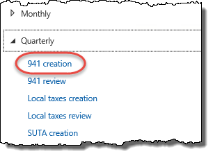 Monthly
Quarterly
941 creation
941 review
Local taxes creation
Local taxes review
SUTA creation